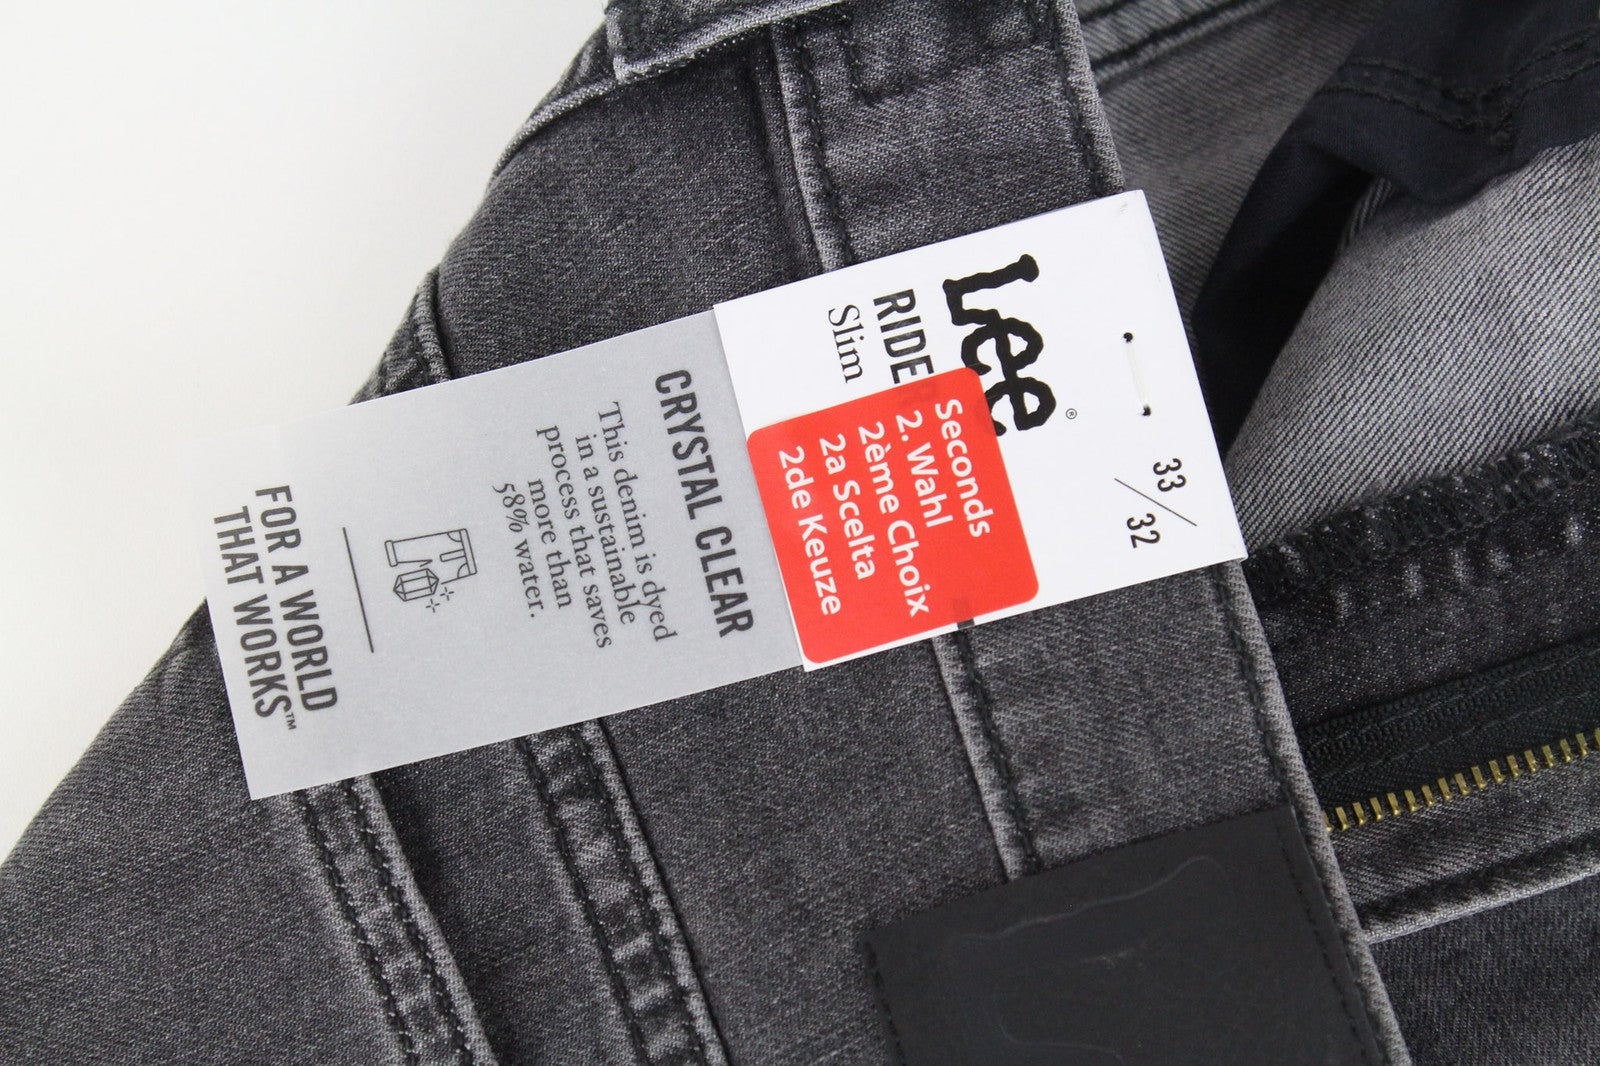 Lee®
RIDE
Slim
33 / 32
Seconds
2. Wahl
2ème Choix
2a Scelta
2de Keuze
CRYSTAL CLEAR
This denim is dyed
in a sustainable
process that saves
more than
58% water.
FOR A WORLD
THAT WORKS™